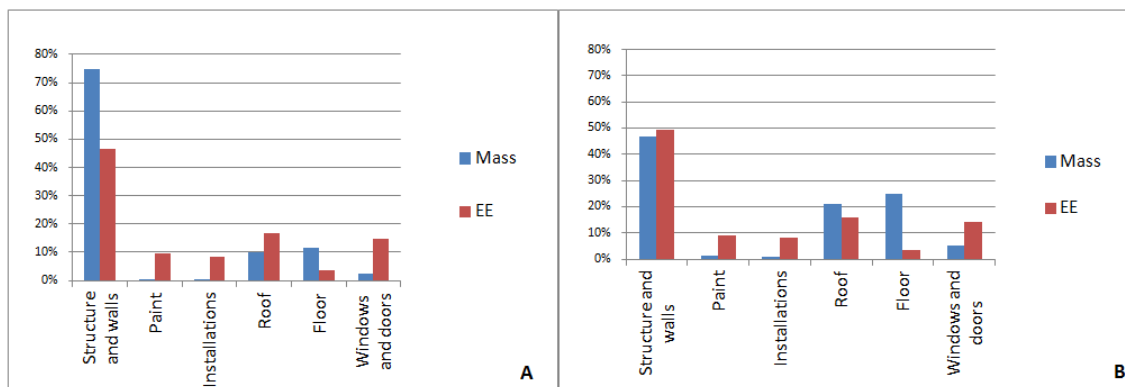 80%
70%
60%
50%
40%
30%
20%
10%
0%
Structure
and walls
Paint
Installations
Roof
Floor
Windows
and doors
Mass
EE
A
80%
70%
60%
50%
40%
30%
20%
10%
0%
Structure and
walls
Paint
Installations
Roof
Floor
Windows and
doors
Mass
EE
B